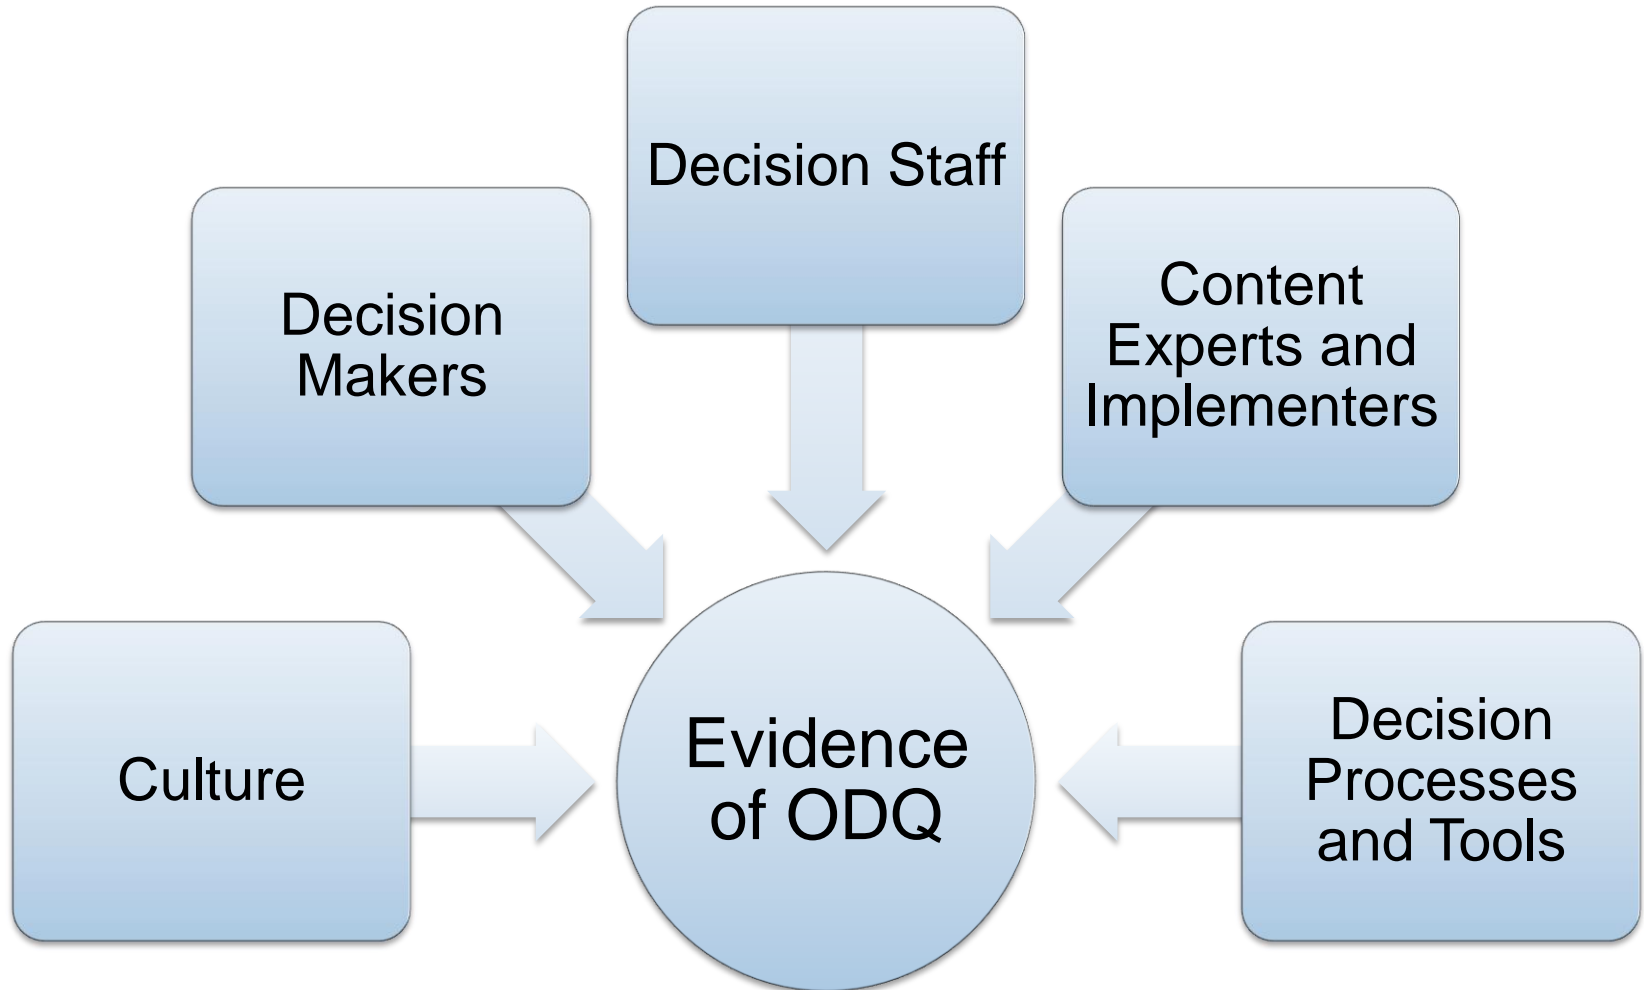 Decision Staff
Decision
Makers
Content
Experts and
Implementers
Culture
Evidence
of ODQ
Decision
Processes
and Tools